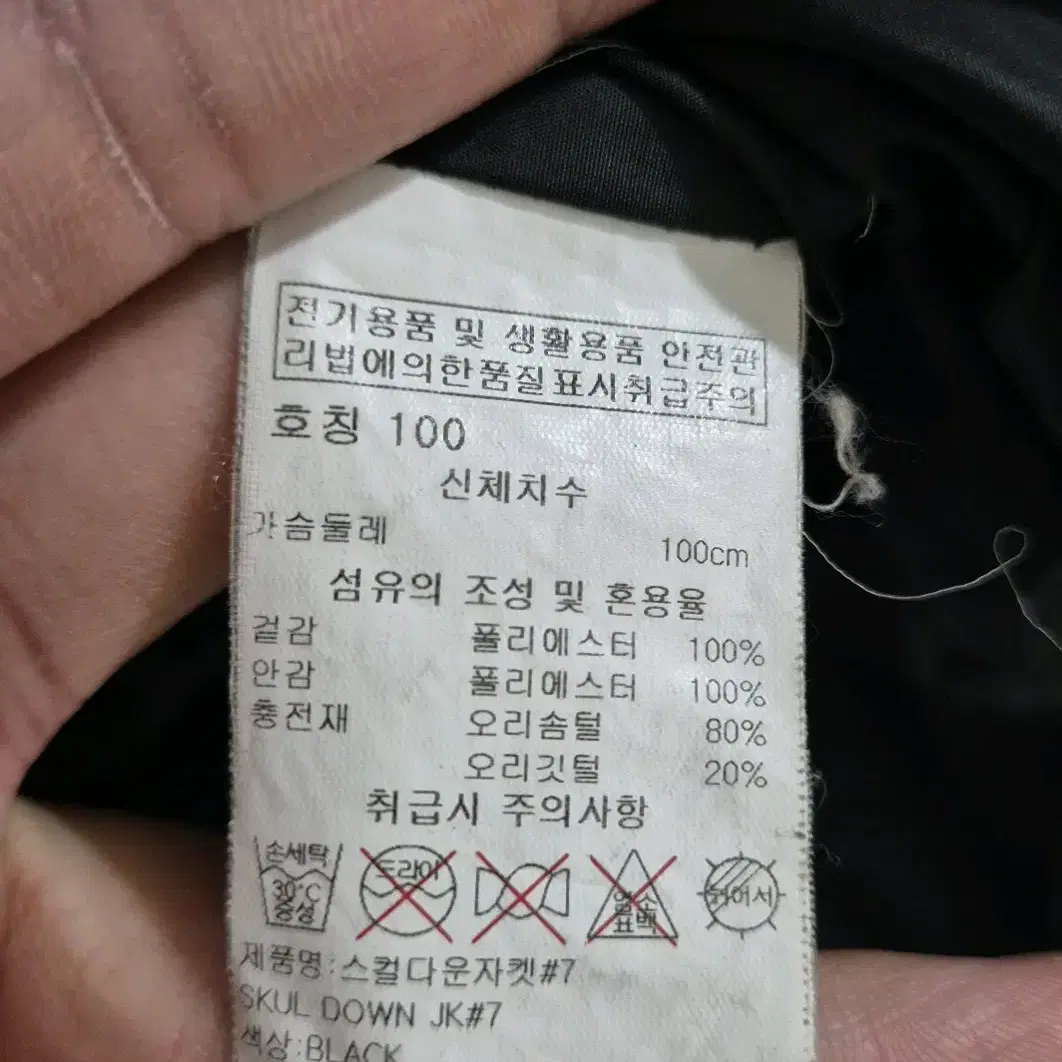 전기용품 및 생활용품 안전관
리법에의한품질표시취급주의
호칭 100
신체치수
가슴둘레 100cm
섬유의 조성 및 혼용율
겉감 폴리에스터 100%
안감 폴리에스터 100%
충전재 오리솜털 80%
오리깃털 20%
취급시 주의사항
손세탁 30℃ 중성
드라이
염소 표백
뉘어서
제품명:스컬다운자켓#7
SKUL DOWN JK#7
색상:BLACK